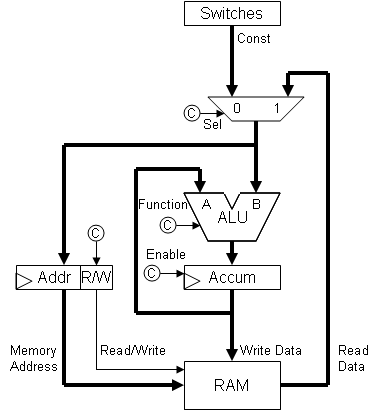 Switches
Const
0 1
C
Sel
Function
A B
ALU
C
C
Enable
Addr R/W
C
Accum
Memory
Address
Read/Write
Write Data
Read
Data
RAM